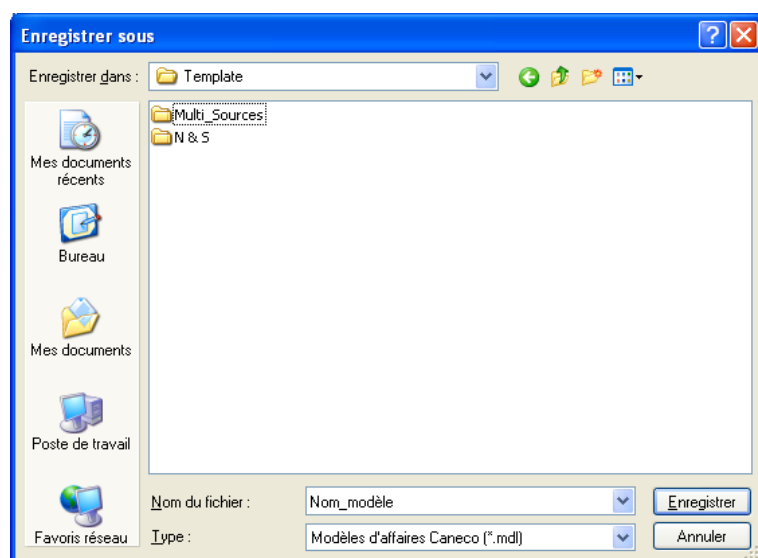 Enregistrer sous
Enregistrer dans :
Template
Multi_Sources
N & S
Mes documents
récents
Bureau
Mes documents
Poste de travail
Favoris réseau
Nom du fichier :
Nom_modèle
Enregistrer
Type :
Modèles d'affaires Caneco (*.mdl)
Annuler